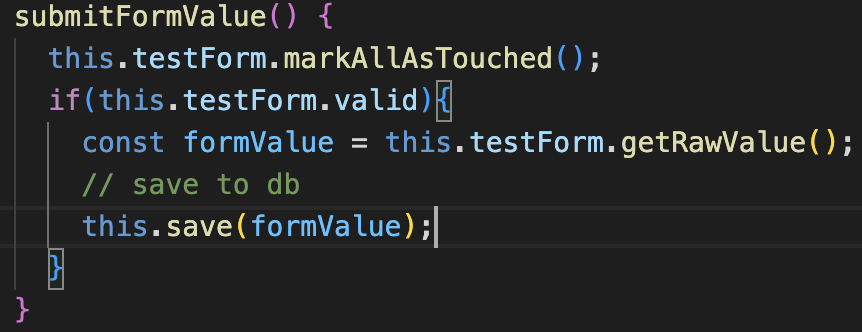 submitFormValue() {
  this.testForm.markAllAsTouched();
  if(this.testForm.valid){
    const formValue = this.testForm.getRawValue();
    // save to db
    this.save(formValue);
  }
}